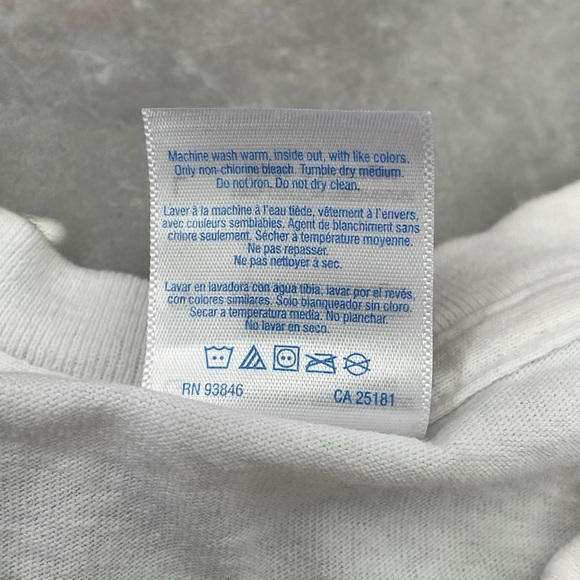 Machine wash warm, inside out, with like colors.
Only non-chlorine bleach. Tumble dry medium.
Do not iron. Do not dry clean.
Laver à la machine à l'eau tiède, vêtement à l'envers,
avec couleurs semblables. Agent de blanchiment sans
chlore seulement. Sécher à température moyenne.
Ne pas repasser.
Ne pas nettoyer à sec.
Lavar en lavadora con agua tibia, lavar por el revés,
con colores similares. Solo blanqueador sin cloro.
Secar a temperatura media. No planchar.
No lavar en seco.
RN 93846 CA 25181